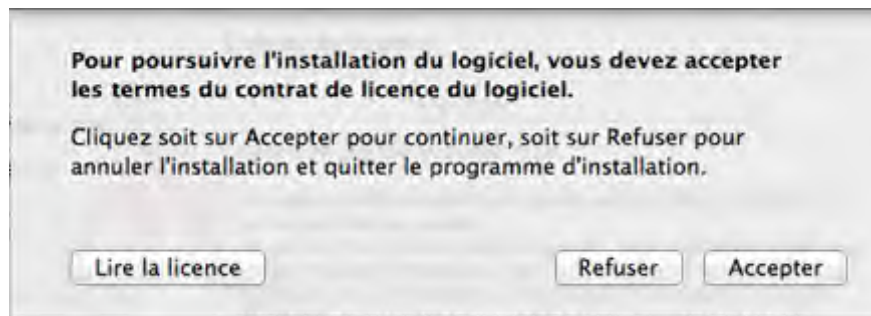 Pour poursuivre l'installation du logiciel, vous devez accepter
les termes du contrat de licence du logiciel.
Cliquez soit sur Accepter pour continuer, soit sur Refuser pour
annuler l'installation et quitter le programme d'installation.
Lire la licence Refuser Accepter